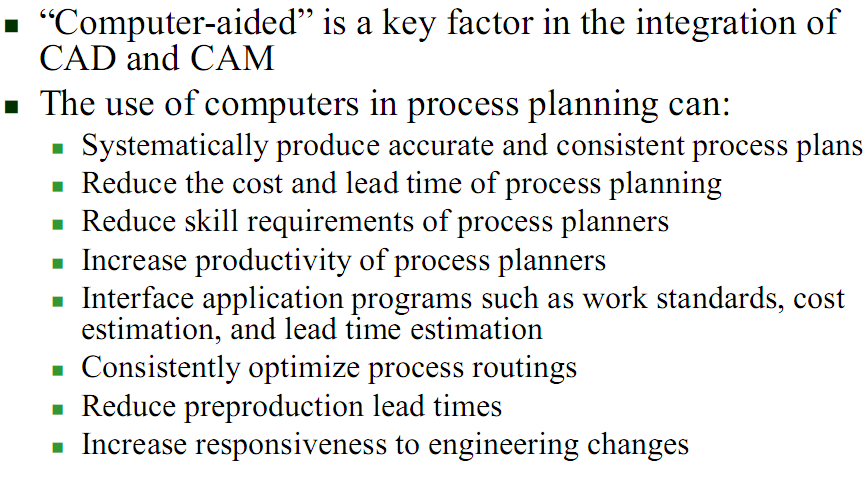 “Computer-aided” is a key factor in the integration of
CAD and CAM
The use of computers in process planning can:
Systematically produce accurate and consistent process plans
Reduce the cost and lead time of process planning
Reduce skill requirements of process planners
Increase productivity of process planners
Interface application programs such as work standards, cost
estimation, and lead time estimation
Consistently optimize process routings
Reduce preproduction lead times
Increase responsiveness to engineering changes